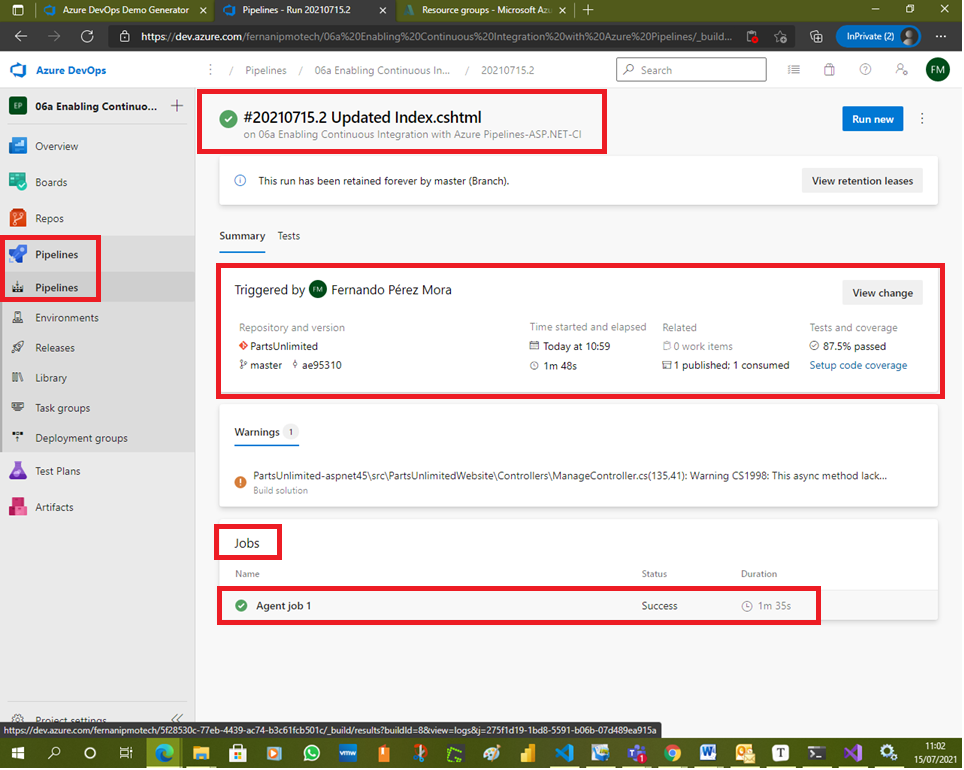 Azure DevOps Demo Generator
Pipelines - Run 20210715.2
Resource groups - Microsoft Azu
https://dev.azure.com/fernanipmotech/06a%20Enabling%20Continuous%20Integration%20with%20Azure%20Pipelines/_build...
InPrivate (2)
Azure DevOps
/ Pipelines / 06a Enabling Continuous In... / 20210715.2
Search
FM
EP
06a Enabling Continuo...
Overview
Boards
Repos
Pipelines
Pipelines
Environments
Releases
Library
Task groups
Deployment groups
Test Plans
Artifacts
Project settings
#20210715.2 Updated Index.cshtml
on 06a Enabling Continuous Integration with Azure Pipelines-ASP.NET-CI
Run new
This run has been retained forever by master (Branch).
View retention leases
Summary Tests
Triggered by FM Fernando Pérez Mora
View change
Repository and version
PartsUnlimited
master ae95310
Time started and elapsed
Today at 10:59
1m 48s
Related
0 work items
1 published; 1 consumed
Tests and coverage
87.5% passed
Setup code coverage
Warnings 1
PartsUnlimited-aspnet45\src\PartsUnlimitedWebsite\Controllers\ManageController.cs(135.41): Warning CS1998: This async method lack...
Build solution
Jobs
Name Status Duration
Agent job 1 Success 1m 35s
https://dev.azure.com/fernanipmotech/5f28530c-77eb-4439-ac74-b3c61fcb501c/_build/results?buildId=8&view=logs&j=275f1d19-1bd8-5591-b06b-07d489ea915a
vmw
11:02
15/07/2021